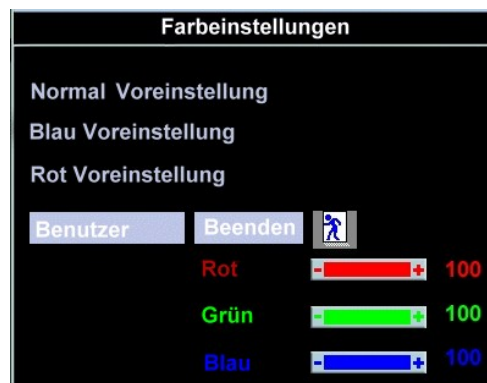 Farbeinstellungen
Normal Voreinstellung
Blau Voreinstellung
Rot Voreinstellung
Benutzer Beenden
Rot - + 100
Grün - + 100
Blau - + 100